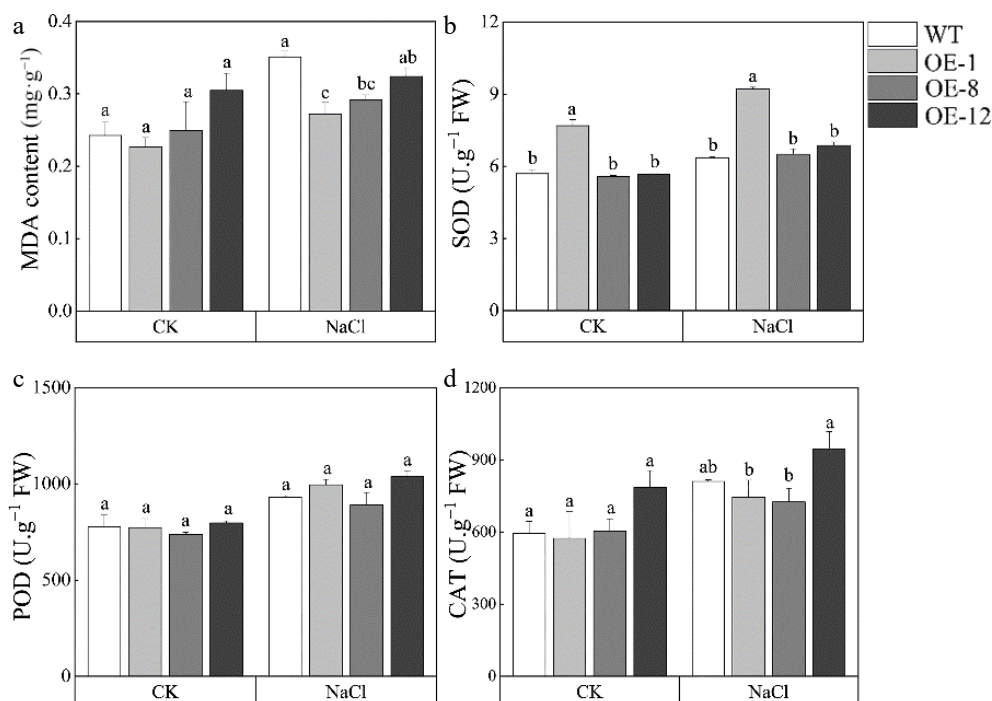 a
MDA content (mg·g⁻¹)
0.4
0.3
0.2
0.1
0.0
a
a
a
a
a
c
bc
ab
CK
NaCl
b
SOD (U.g⁻¹ FW)
12
9
6
3
0
b
a
b
b
b
a
b
b
CK
NaCl
WT
OE-1
OE-8
OE-12
c
POD (U.g⁻¹ FW)
1500
1000
500
0
a
a
a
a
a
a
a
a
CK
NaCl
d
CAT (U.g⁻¹ FW)
1200
900
600
300
0
a
a
a
a
ab
b
b
a
CK
NaCl